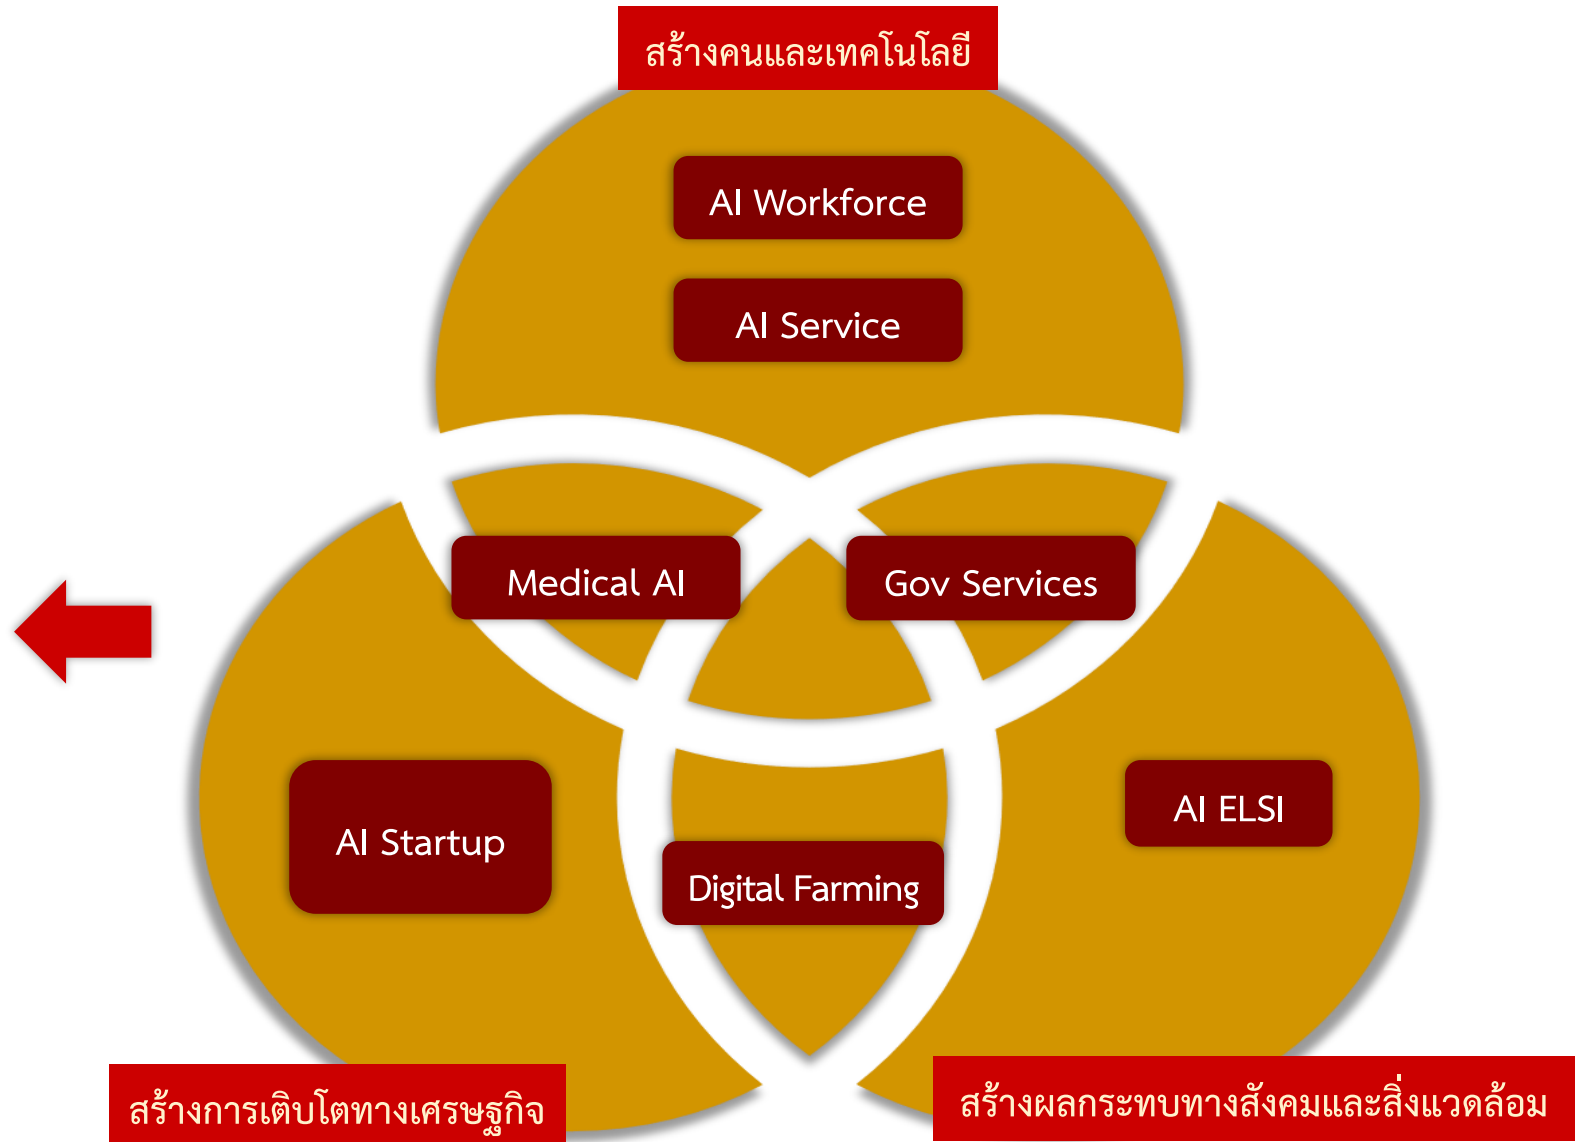 สร้างคนและเทคโนโลยี
AI Workforce
AI Service
Medical AI
Gov Services
AI Startup
AI ELSI
Digital Farming
สร้างการเติบโตทางเศรษฐกิจ
สร้างผลกระทบทางสังคมและสิ่งแวดล้อม